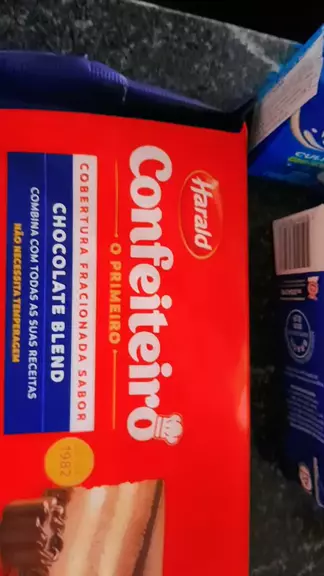 Harald
Confeiteiro
O PRIMEIRO
COBERTURA FRACIONADA SABOR
CHOCOLATE BLEND
COMBINA COM TODAS AS SUAS RECEITAS
NÃO NECESSITA TEMPERAGEM
1982